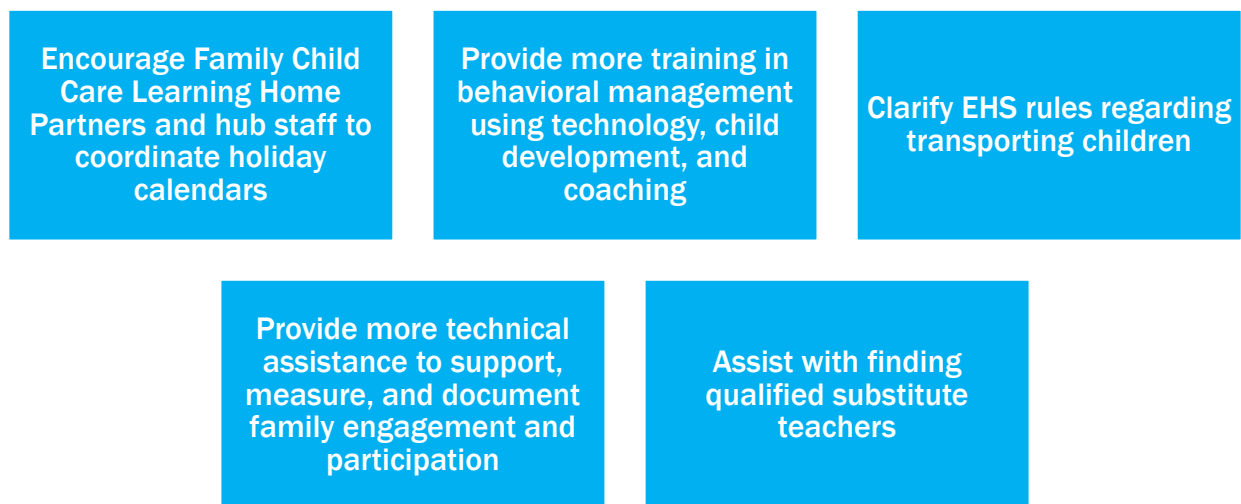 Encourage Family Child
Care Learning Home
Partners and hub staff to
coordinate holiday
calendars
Provide more training in
behavioral management
using technology, child
development, and
coaching
Clarify EHS rules regarding
transporting children
Provide more technical
assistance to support,
measure, and document
family engagement and
participation
Assist with finding
qualified substitute
teachers